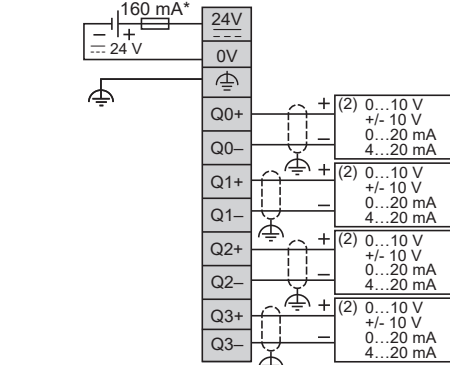 160 mA*
24V
– +
24 V
0V
Q0+
+ (2) 0...10 V
+/- 10 V
0...20 mA
Q0–
– 4...20 mA
Q1+
+ (2) 0...10 V
+/- 10 V
0...20 mA
Q1–
– 4...20 mA
Q2+
+ (2) 0...10 V
+/- 10 V
0...20 mA
Q2–
– 4...20 mA
Q3+
+ (2) 0...10 V
+/- 10 V
0...20 mA
Q3–
– 4...20 mA